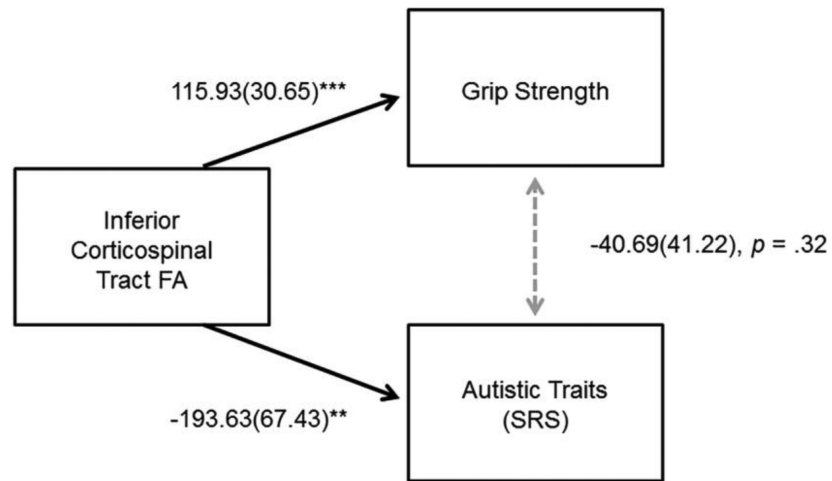 115.93(30.65)***
Grip Strength
Inferior
Corticospinal
Tract FA
-40.69(41.22), p = .32
-193.63(67.43)**
Autistic Traits
(SRS)